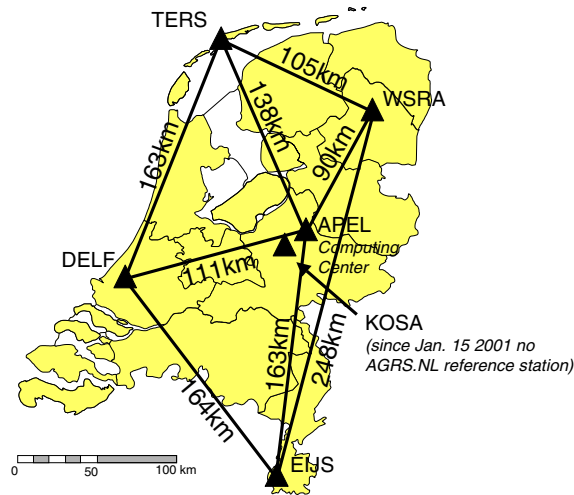 TERS
105km
WSRA
138km
90km
163km
APEL
Computing
Center
DELF
111km
KOSA
(since Jan. 15 2001 no
AGRS.NL reference station)
163km
248km
164km
EIJS
0 50 100 km